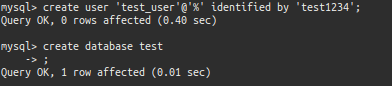 mysql> create user 'test_user'@'%' identified by 'test1234';
Query OK, 0 rows affected (0.40 sec)
mysql> create database test
    -> ;
Query OK, 1 row affected (0.01 sec)